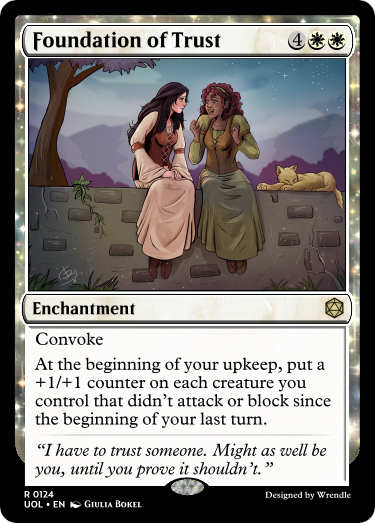 Foundation of Trust 4
Enchantment
Convoke
At the beginning of your upkeep, put a
+1/+1 counter on each creature you
control that didn't attack or block since
the beginning of your last turn.
"I have to trust someone. Might as well be
you, until you prove it shouldn't."
R 0124
UOL • EN Giulia Bokel
Designed by Wrendle